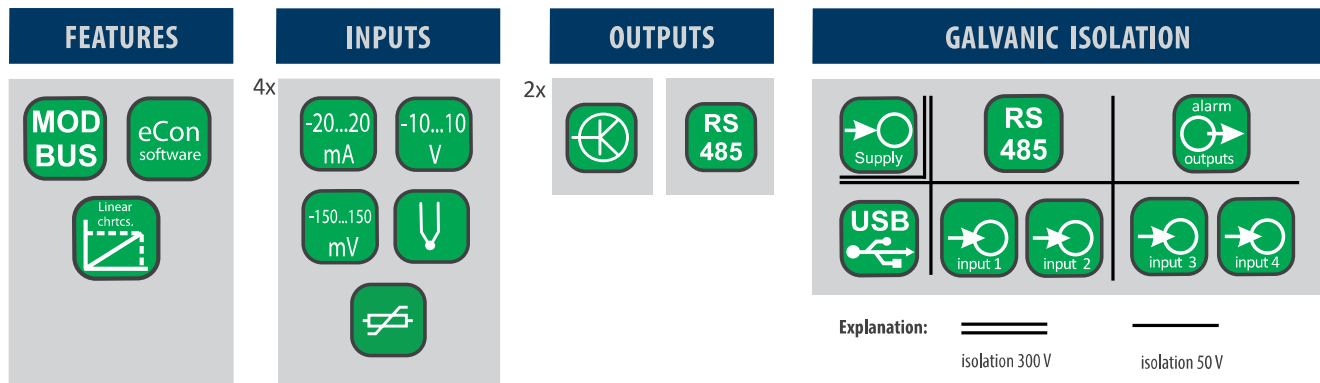 FEATURES
INPUTS
OUTPUTS
GALVANIC ISOLATION
MOD
BUS
eCon
software
Linear
chrtcs.
4x
-20...20
mA
-10...10
V
-150...150
mV
2x
RS
485
Supply
RS
485
alarm
outputs
USB
input 1
input 2
input 3
input 4
Explanation:
isolation 300 V
isolation 50 V